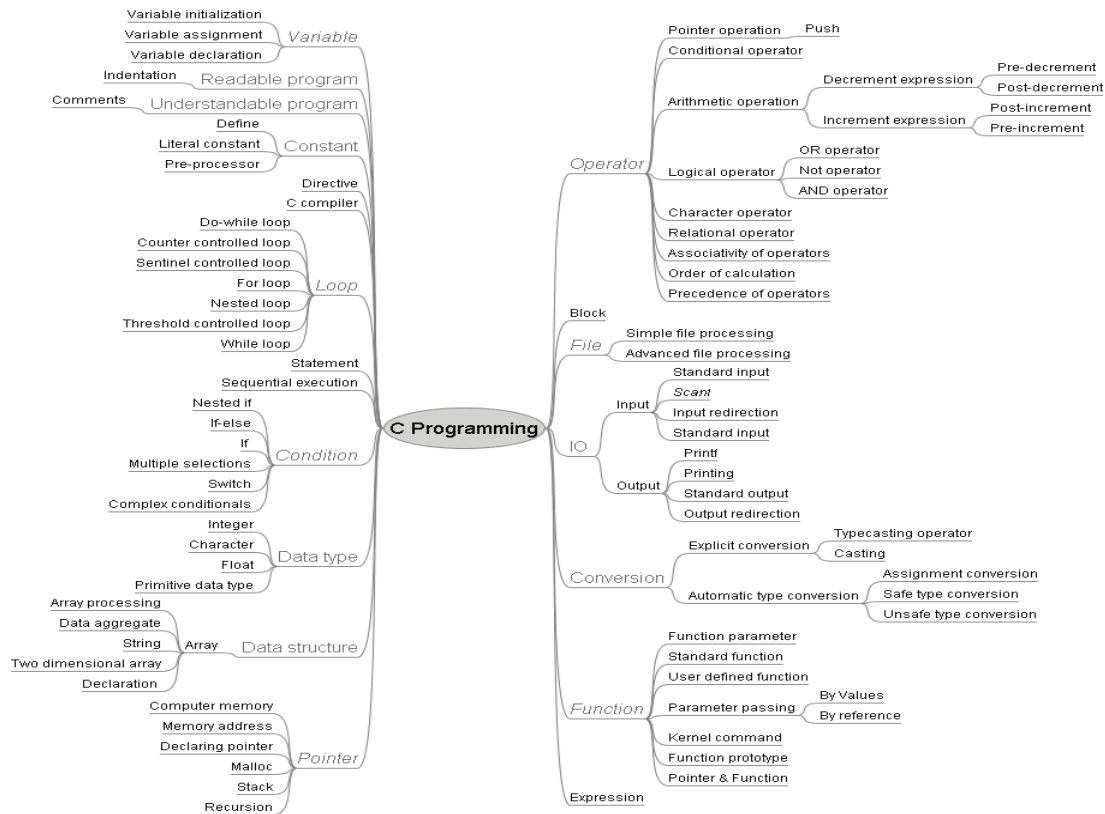 Variable initialization
Variable assignment
Variable declaration
Variable
Indentation
Readable program
Comments
Understandable program
Define
Literal constant
Pre-processor
Constant
Directive
C compiler
Do-while loop
Counter controlled loop
Sentinel controlled loop
For loop
Nested loop
Threshold controlled loop
While loop
Loop
Statement
Sequential execution
Nested if
If-else
If
Multiple selections
Switch
Complex conditionals
Condition
Integer
Character
Float
Primitive data type
Data type
Array processing
Data aggregate
String
Two dimensional array
Declaration
Array
Data structure
Computer memory
Memory address
Declaring pointer
Malloc
Stack
Recursion
Pointer
C Programming
Operator
Pointer operation
Push
Conditional operator
Arithmetic operation
Decrement expression
Pre-decrement
Post-decrement
Increment expression
Post-increment
Pre-increment
Logical operator
OR operator
Not operator
AND operator
Character operator
Relational operator
Associativity of operators
Order of calculation
Precedence of operators
Block
File
Simple file processing
Advanced file processing
IO
Input
Standard input
Scanf
Input redirection
Standard input
Output
Printf
Printing
Standard output
Output redirection
Conversion
Explicit conversion
Typecasting operator
Casting
Automatic type conversion
Assignment conversion
Safe type conversion
Unsafe type conversion
Function
Function parameter
Standard function
User defined function
Parameter passing
By Values
By reference
Kernel command
Function prototype
Pointer & Function
Expression